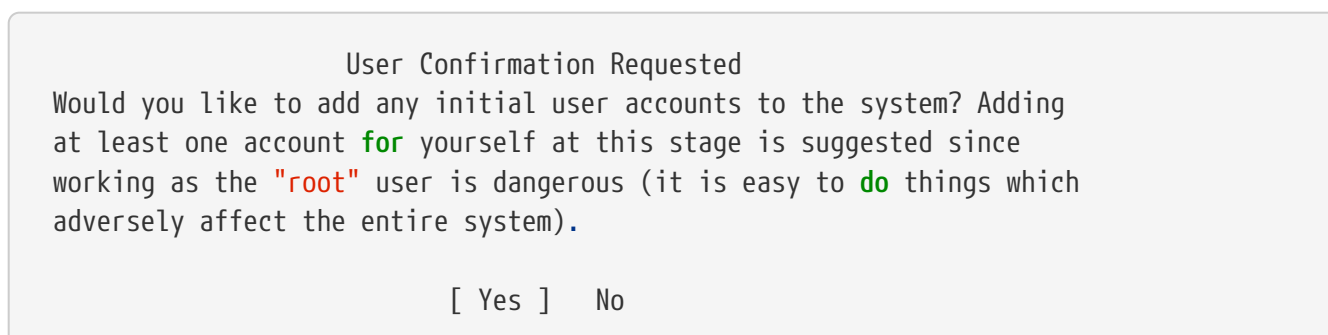 User Confirmation Requested
Would you like to add any initial user accounts to the system? Adding
at least one account for yourself at this stage is suggested since
working as the "root" user is dangerous (it is easy to do things which
adversely affect the entire system).
[ Yes ] No